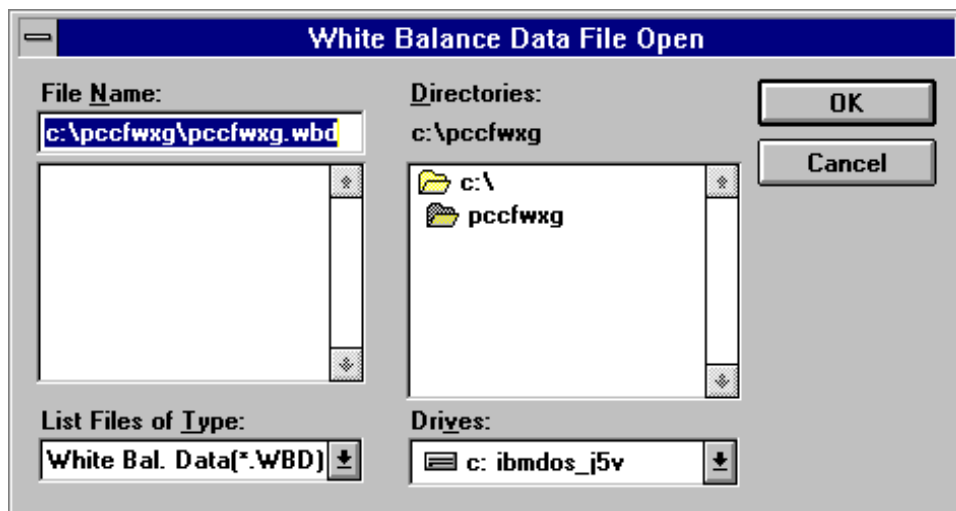 White Balance Data File Open
File Name:
c:\pccfwxg\pccfwxg.wbd
List Files of Type:
White Bal. Data(*.WBD)
Directories:
c:\pccfwxg
c:\
pccfwxg
Drives:
c: ibmdos_j5v
OK
Cancel